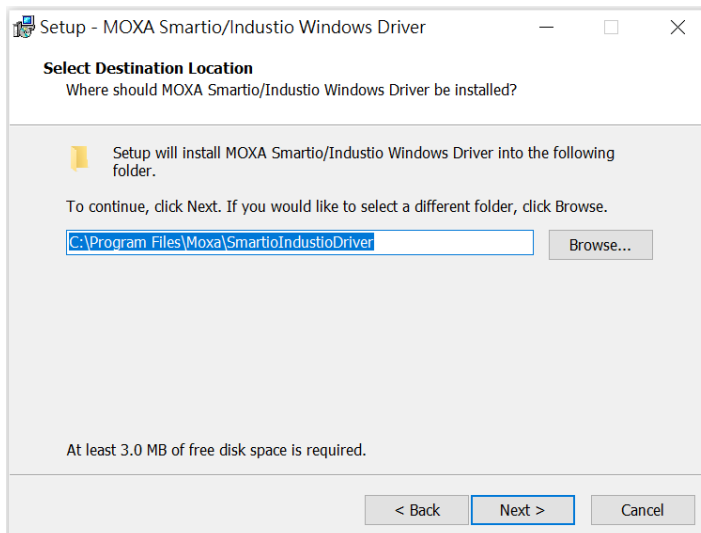 Setup - MOXA Smartio/Industio Windows Driver
Select Destination Location
Where should MOXA Smartio/Industio Windows Driver be installed?
Setup will install MOXA Smartio/Industio Windows Driver into the following
folder.
To continue, click Next. If you would like to select a different folder, click Browse.
C:\Program Files\Moxa\SmartioIndustioDriver
Browse...
At least 3.0 MB of free disk space is required.
< Back
Next >
Cancel